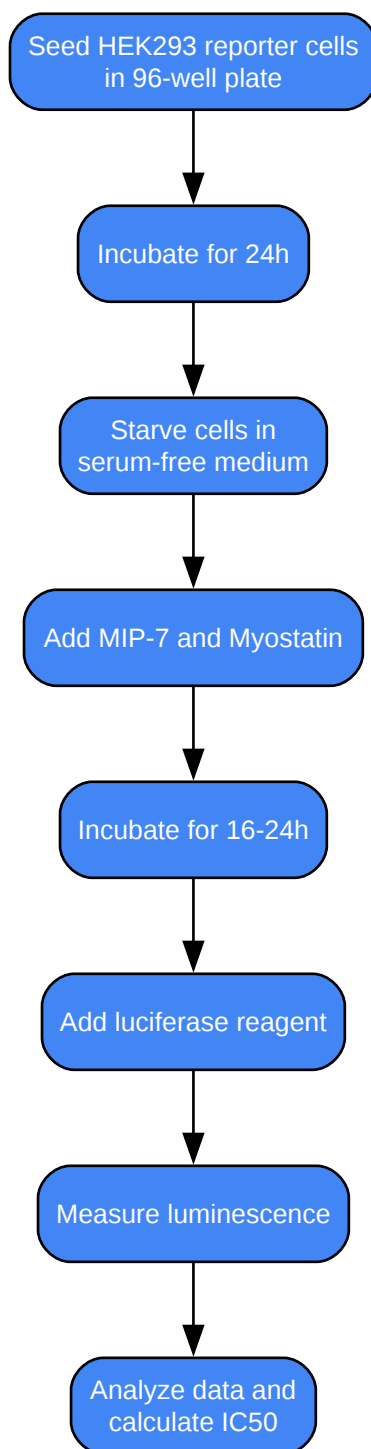 Seed HEK293 reporter cells
in 96-well plate
Incubate for 24h
Starve cells in
serum-free medium
Add MIP-7 and Myostatin
Incubate for 16-24h
Add luciferase reagent
Measure luminescence
Analyze data and
calculate IC50